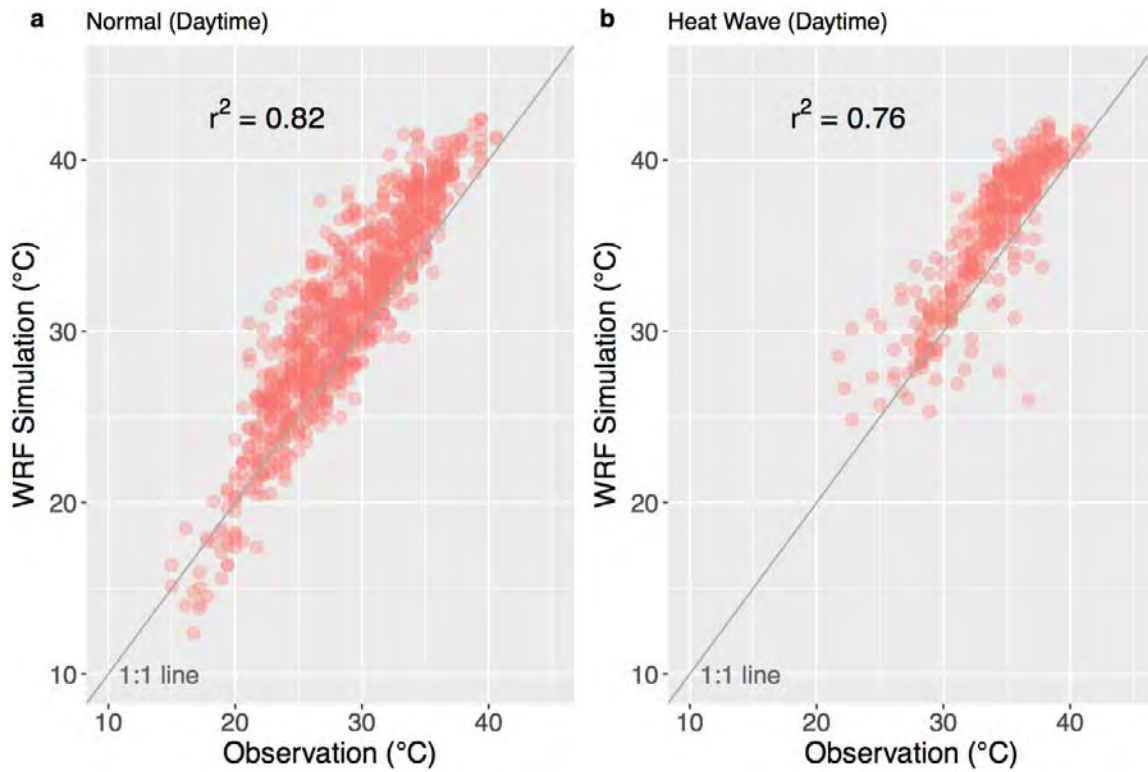 a Normal (Daytime)
r² = 0.82
WRF Simulation (°C)
40
30
20
10
1:1 line
10 20 30 40
Observation (°C)
b Heat Wave (Daytime)
r² = 0.76
WRF Simulation (°C)
40
30
20
10
1:1 line
10 20 30 40
Observation (°C)